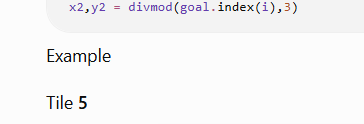 x2,y2 = divmod(goal.index(i),3)
Example
Tile 5